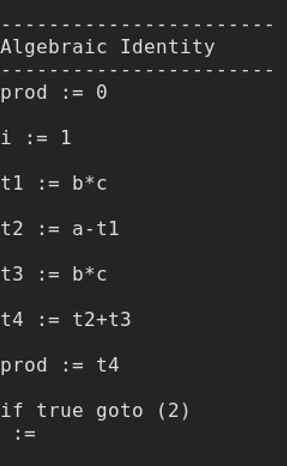 -----------------------
Algebraic Identity
-----------------------
prod := 0
i := 1
t1 := b*c
t2 := a-t1
t3 := b*c
t4 := t2+t3
prod := t4
if true goto (2)
:=